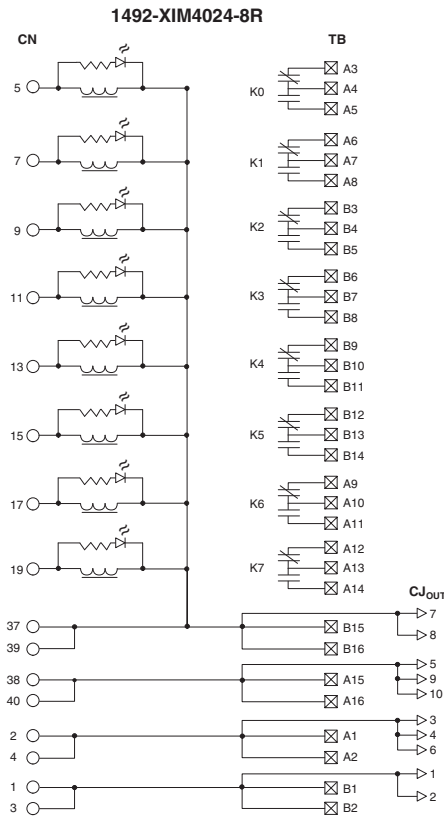 1492-XIM4024-8R
CN TB
5 K0 A3
A4
A5
7 K1 A6
A7
A8
9 K2 B3
B4
B5
11 K3 B6
B7
B8
13 K4 B9
B10
B11
15 K5 B12
B13
B14
17 K6 A9
A10
A11
19 K7 A12
A13
A14
CJOUT
37 B15 7
39 B16 8
38 A15 5
9
40 A16 10
2 A1 3
4
4 A2 6
1 B1 1
3 B2 2